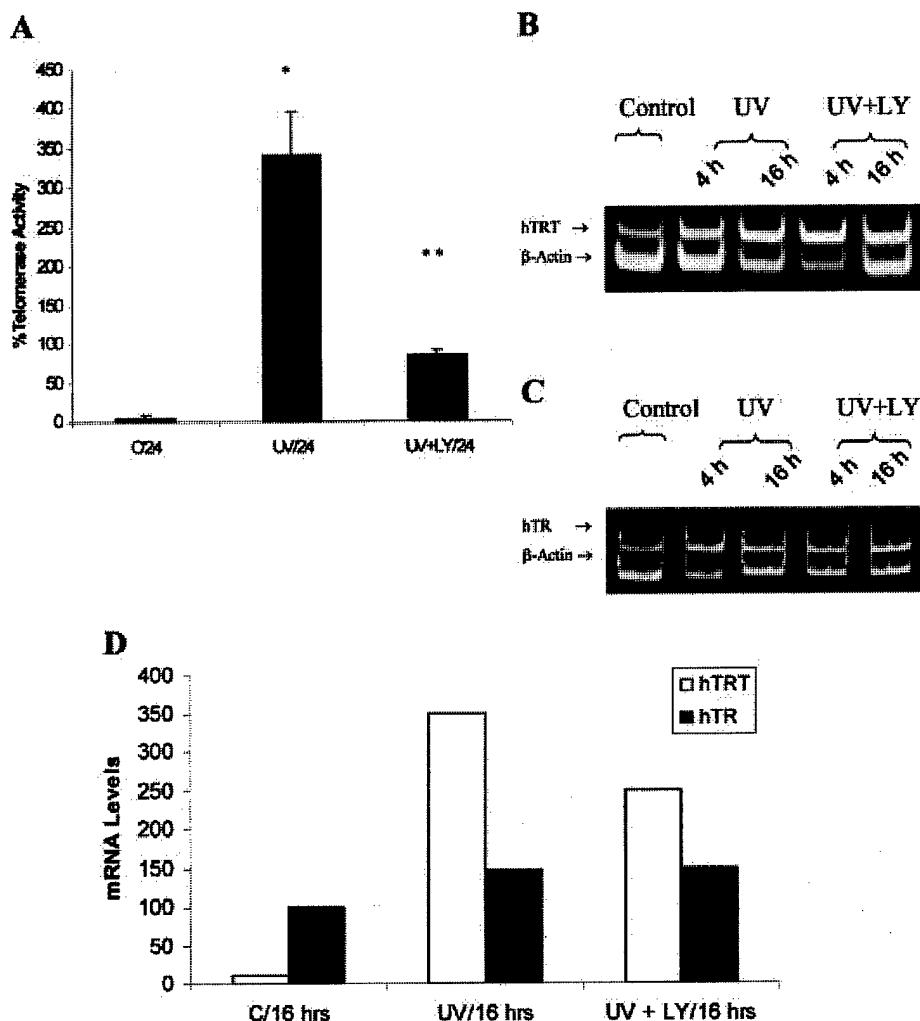 A
450
400
350
300
250
200
150
100
50
0
%Telomerase Activity
*
**
C/24
UV/24
UV+LY/24
B
Control UV UV+LY
4 h 16 h 4 h 16 h
hTRT →
β-Actin →
C
Control UV UV+LY
4 h 16 h 4 h 16 h
hTR →
β-Actin →
D
400
350
300
250
200
150
100
50
0
mRNA Levels
hTRT
hTR
C/16 hrs
UV/16 hrs
UV + LY/16 hrs